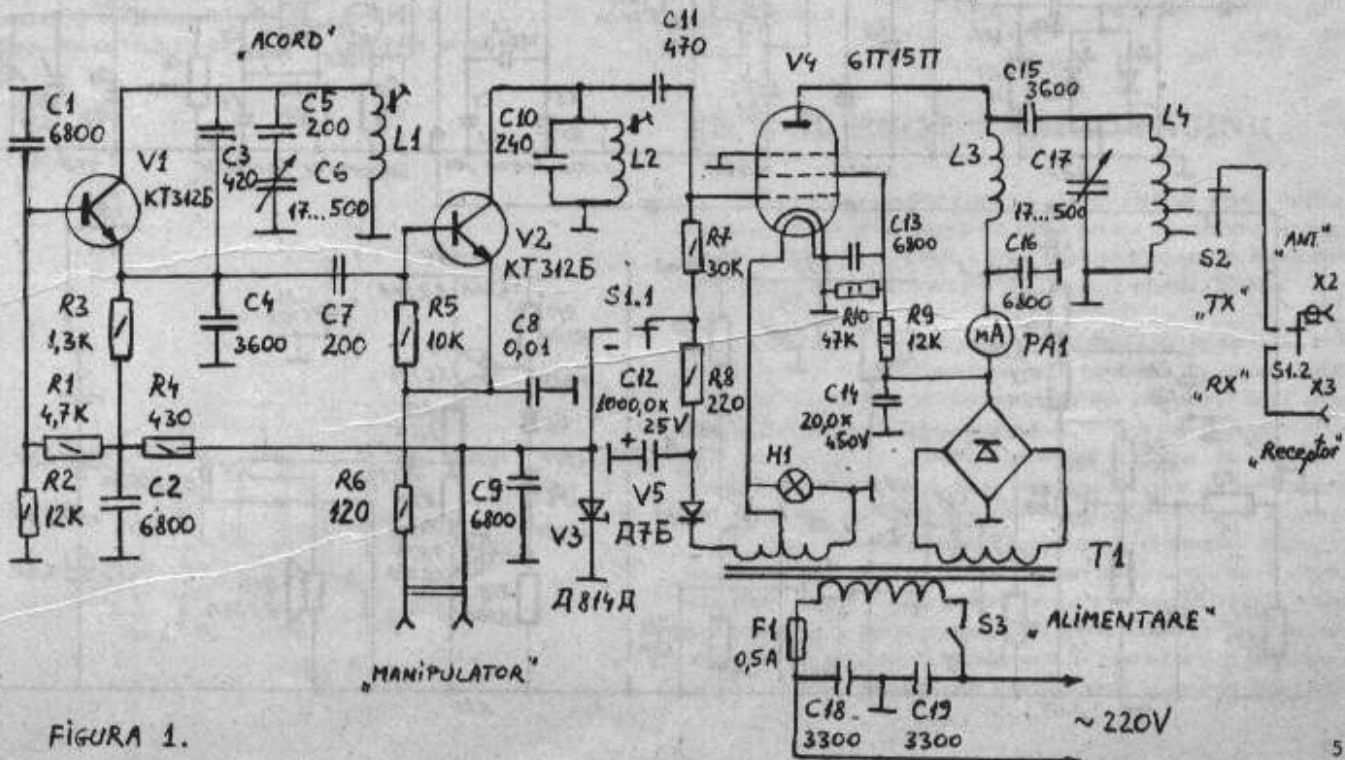 „ACORD"
C1
6800
V1
КТ312Б
C3
420
C5
200
C6
17...500
L1
R3
1,3K
C4
3600
C7
200
R1
4,7K
R4
430
R2
12K
C2
6800
C10
240
L2
V2
КТ312Б
R5
10K
C8
0,01
R6
120
C9
6800
„MANIPULATOR"
C11
470
S1.1
R7
30K
C12
1000,0x
25V
R8
220
V3
Д814Д
V5
Д7Б
V4 6П15П
C13
6800
R10
47K
R9
12K
C14
20,0x
450V
H1
L3
C15
3600
C17
17...500
L4
C16
6800
PA1
mA
S2
„ANT"
„TX"
X2
S1.2
„RX"
X3
„Receptor"
T1
F1
0,5A
S3
„ALIMENTARE"
C18
3300
C19
3300
~220V
FIGURA 1.
5